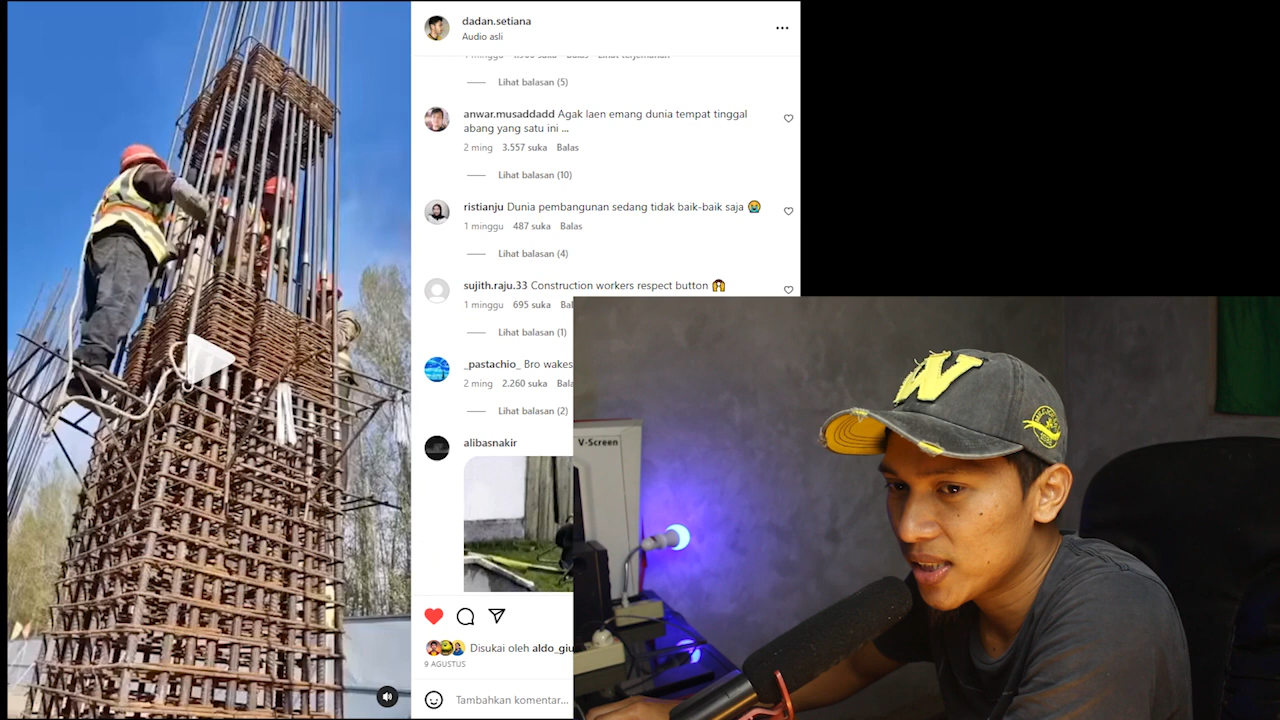 dadan.setiana
Audio asli
Lihat balasan (5)
anwar.musaddadd Agak laen emang dunia tempat tinggal
abang yang satu ini ...
2 ming 3.557 suka Balas
Lihat balasan (10)
ristianju Dunia pembangunan sedang tidak baik-baik saja 😭
1 minggu 487 suka Balas
Lihat balasan (4)
sujith.raju.33 Construction workers respect button 🙌
1 minggu 695 suka
Lihat balasan (1)
_pastachio_ Bro wakes
2 ming 2.260 suka
Lihat balasan (2)
alibasnakir
Disukai oleh aldo_giu
9 AGUSTUS
Tambahkan komentar...
V-Screen
W